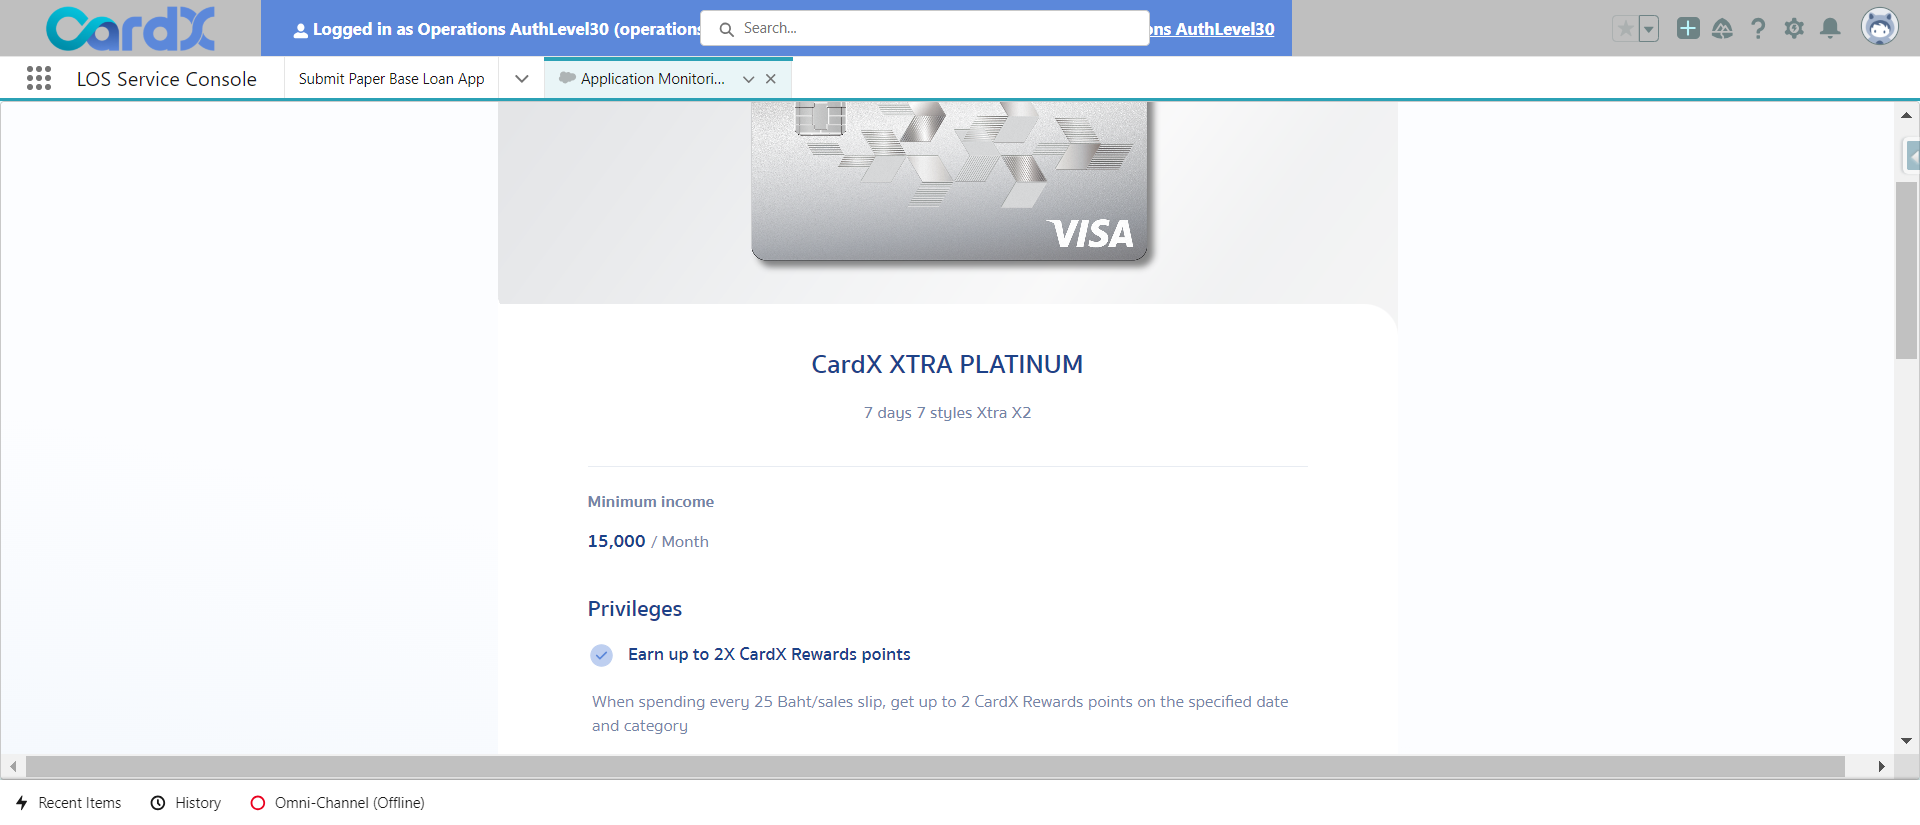 CardX
Logged in as Operations AuthLevel30 (operations
Search...
ns AuthLevel30
LOS Service Console
Submit Paper Base Loan App
Application Monitori...
VISA
CardX XTRA PLATINUM
7 days 7 styles Xtra X2
Minimum income
15,000 / Month
Privileges
Earn up to 2X CardX Rewards points
When spending every 25 Baht/sales slip, get up to 2 CardX Rewards points on the specified date
and category
Recent Items
History
Omni-Channel (Offline)